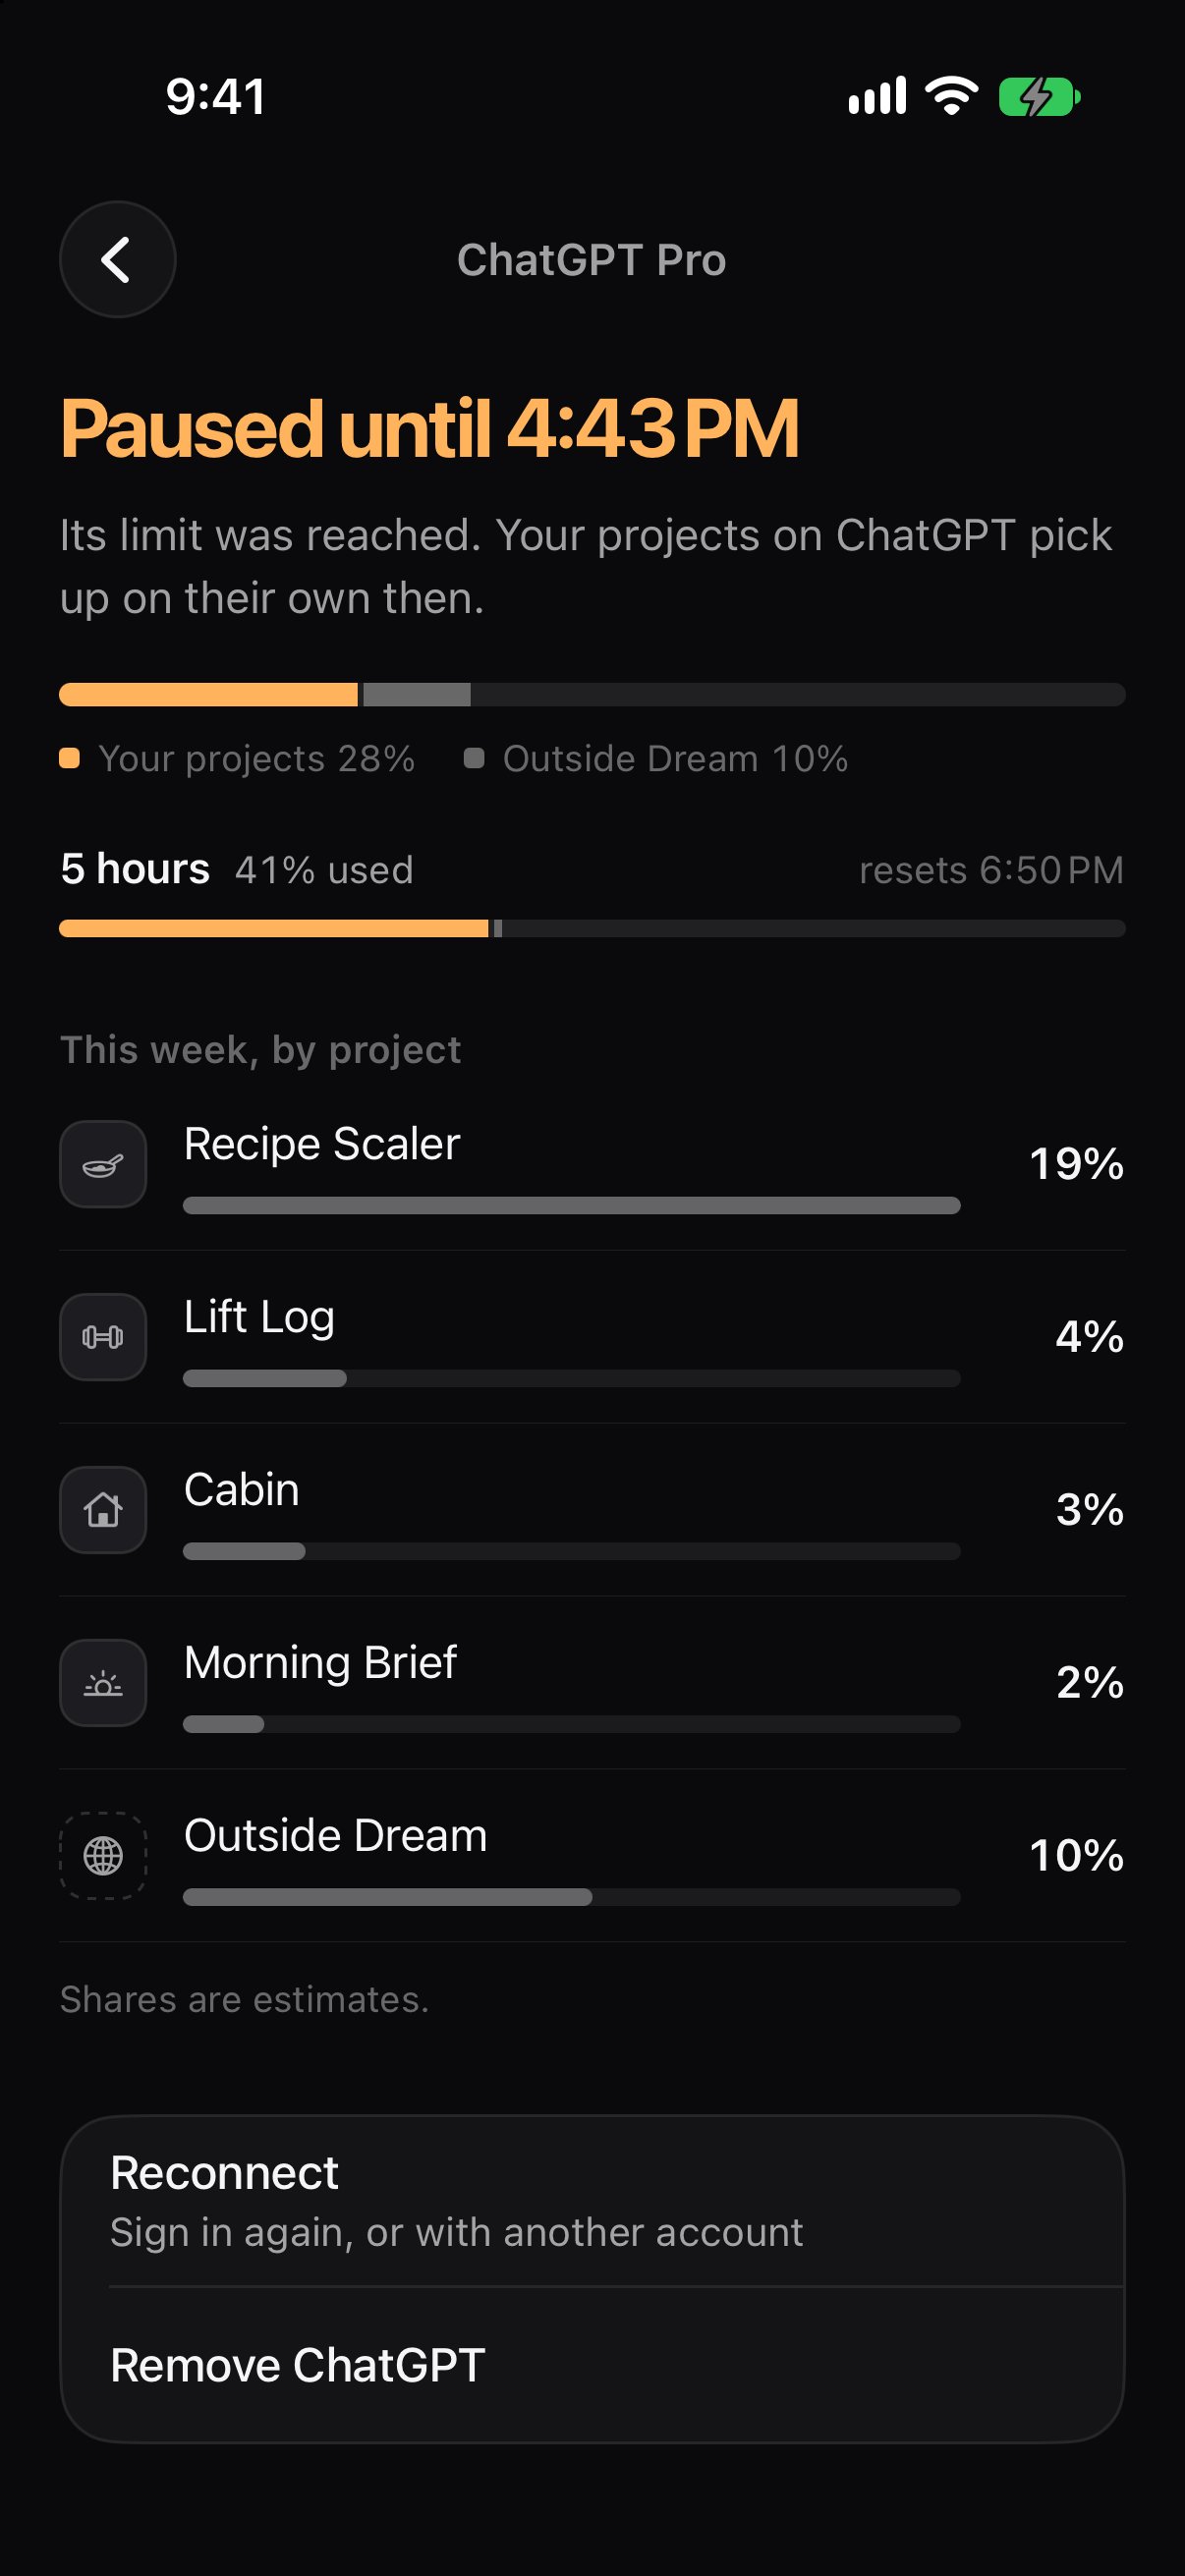 9:41
ChatGPT Pro
Paused until 4:43 PM
Its limit was reached. Your projects on ChatGPT pick
up on their own then.
Your projects 28% Outside Dream 10%
5 hours 41% used resets 6:50 PM
This week, by project
Recipe Scaler
19%
Lift Log
4%
Cabin
3%
Morning Brief
2%
Outside Dream
10%
Shares are estimates.
Reconnect
Sign in again, or with another account
Remove ChatGPT